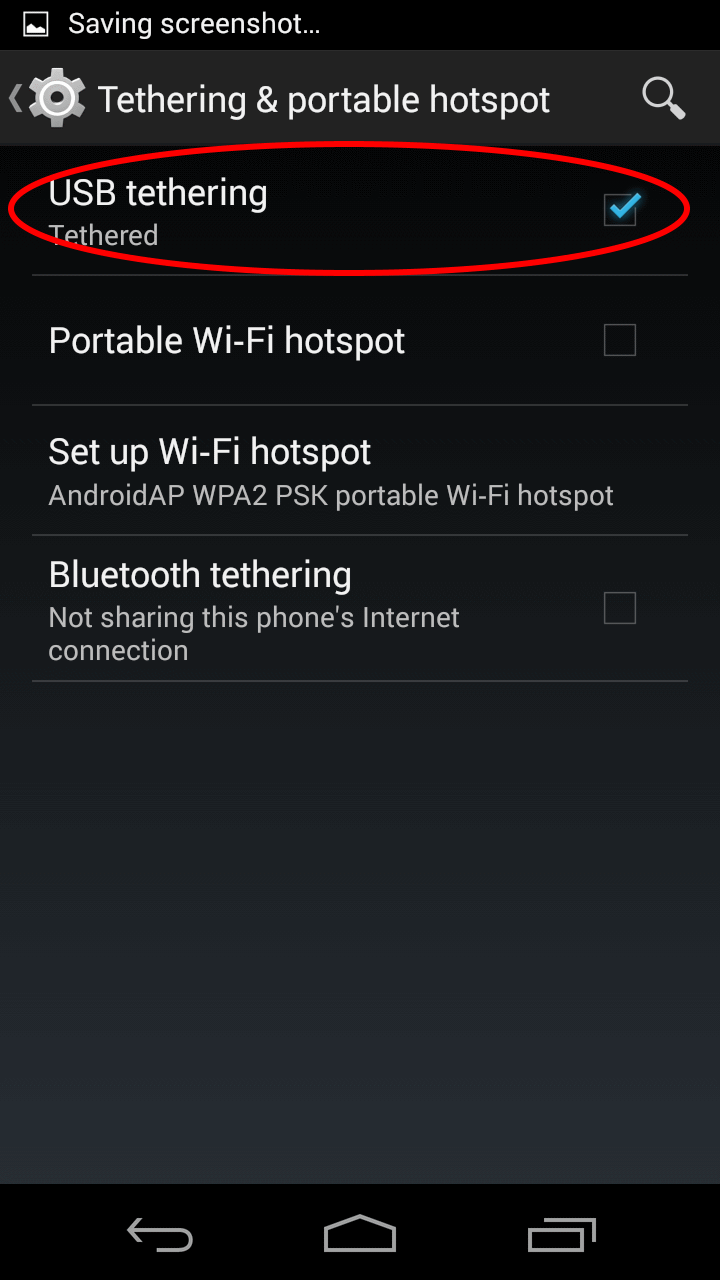 Saving screenshot...
Tethering & portable hotspot
USB tethering
Tethered
Portable Wi-Fi hotspot
Set up Wi-Fi hotspot
AndroidAP WPA2 PSK portable Wi-Fi hotspot
Bluetooth tethering
Not sharing this phone's Internet
connection